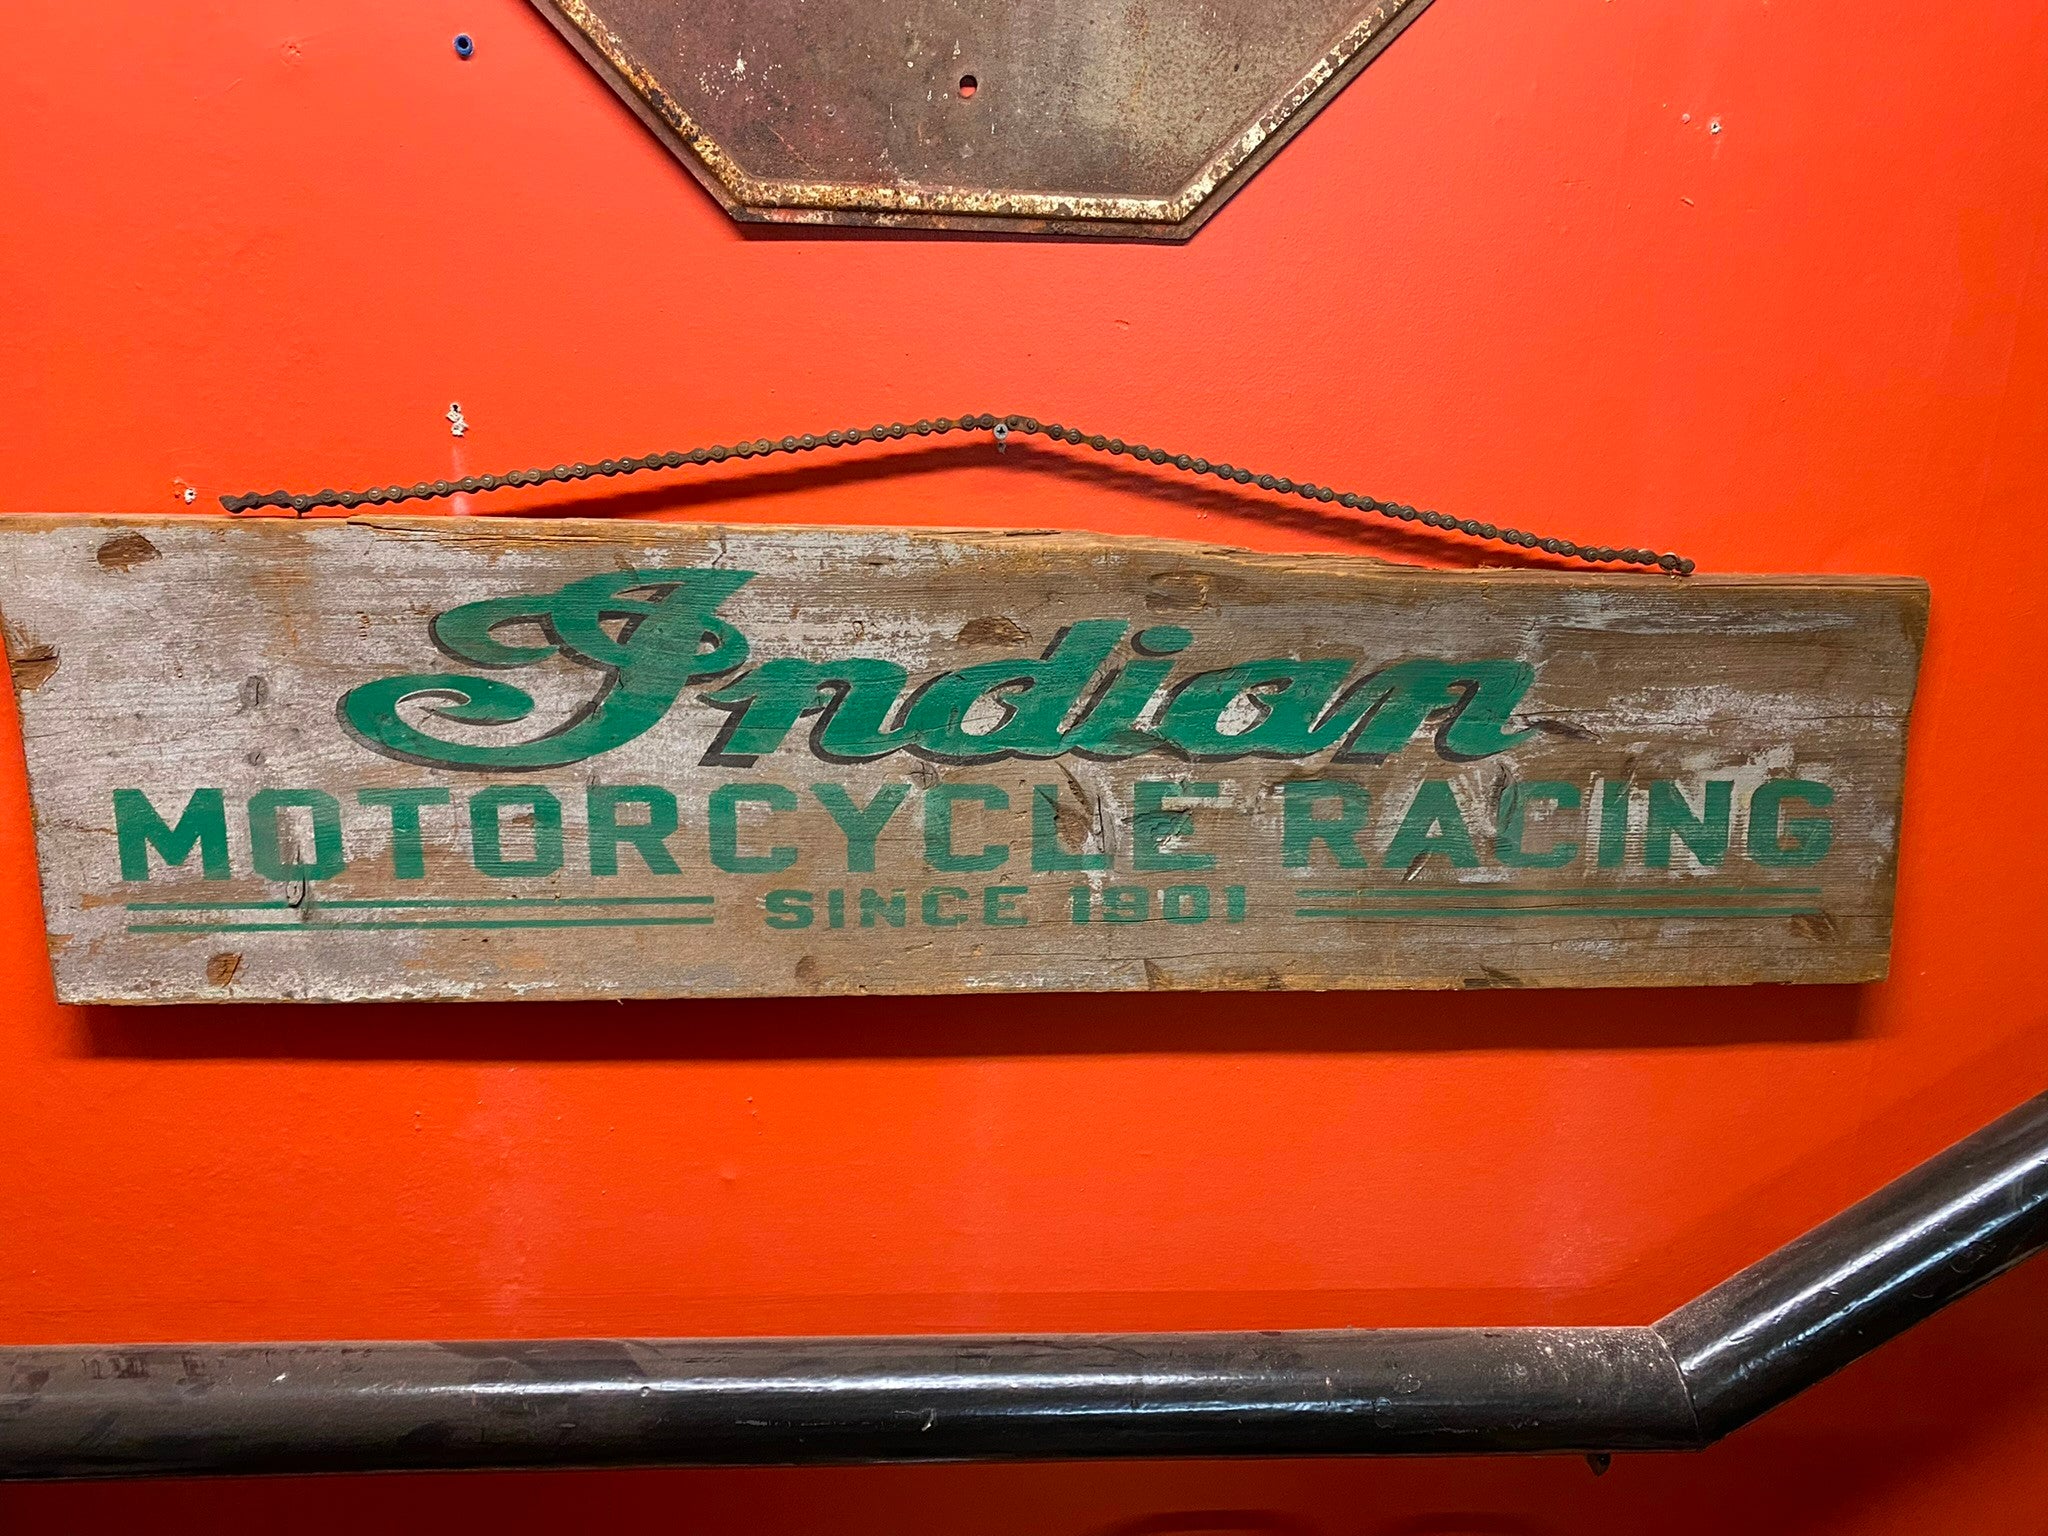 Indian
MOTORCYCLE RACING
SINCE 1901